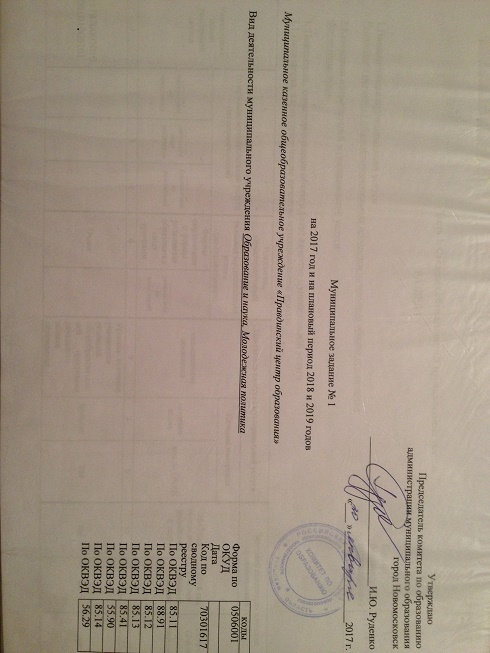 Утверждаю
Председатель комитета по образованию
администрации муниципального образования
город Новомосковск
И.Ю. Руденко
«10» января 2017 г.
Муниципальное задание № 1
на 2017 год и на плановый период 2018 и 2019 годов
Муниципальное казенное общеобразовательное учреждение «Правдинский центр образования»
Вид деятельности муниципального учреждения Образование и наука, Молодежная политика
коды
Форма по ОКУД 0506001
Дата
Код по сводному реестру 70301617
По ОКВЭД 85.11
По ОКВЭД 88.91
По ОКВЭД 85.12
По ОКВЭД 85.13
По ОКВЭД 85.41
По ОКВЭД 55.90
По ОКВЭД 85.14
По ОКВЭД 56.29